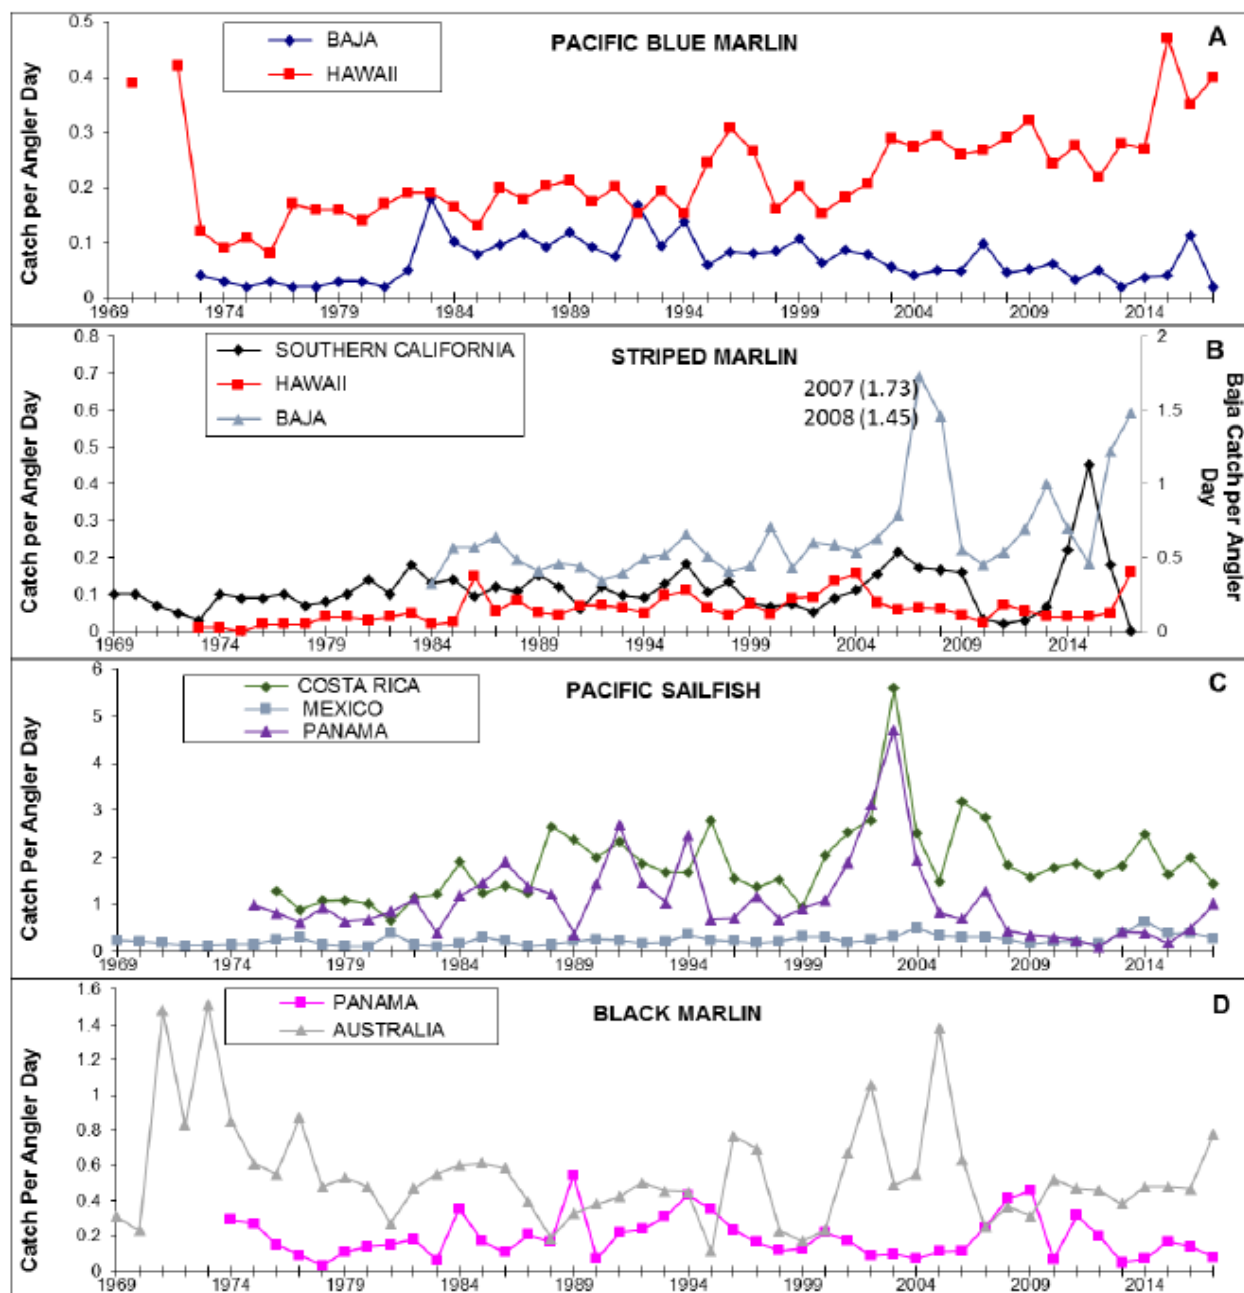 PACIFIC BLUE MARLIN
A
BAJA
HAWAII
Catch per Angler Day
0.5
0.4
0.3
0.2
0.1
0
1969 1974 1979 1984 1989 1994 1999 2004 2009 2014
STRIPED MARLIN
B
SOUTHERN CALIFORNIA
HAWAII
BAJA
2007 (1.73)
2008 (1.45)
Catch per Angler Day
0.8
0.7
0.6
0.5
0.4
0.3
0.2
0.1
0
Baja Catch per Angler
Day
2
1.5
1
0.5
0
1969 1974 1979 1984 1989 1994 1999 2004 2009 2014
PACIFIC SAILFISH
C
COSTA RICA
MEXICO
PANAMA
Catch Per Angler Day
6
5
4
3
2
1
0
1969 1974 1979 1984 1989 1994 1999 2004 2009 2014
BLACK MARLIN
D
PANAMA
AUSTRALIA
Catch Per Angler Day
1.6
1.4
1.2
1
0.8
0.6
0.4
0.2
0
1969 1974 1979 1984 1989 1994 1999 2004 2009 2014